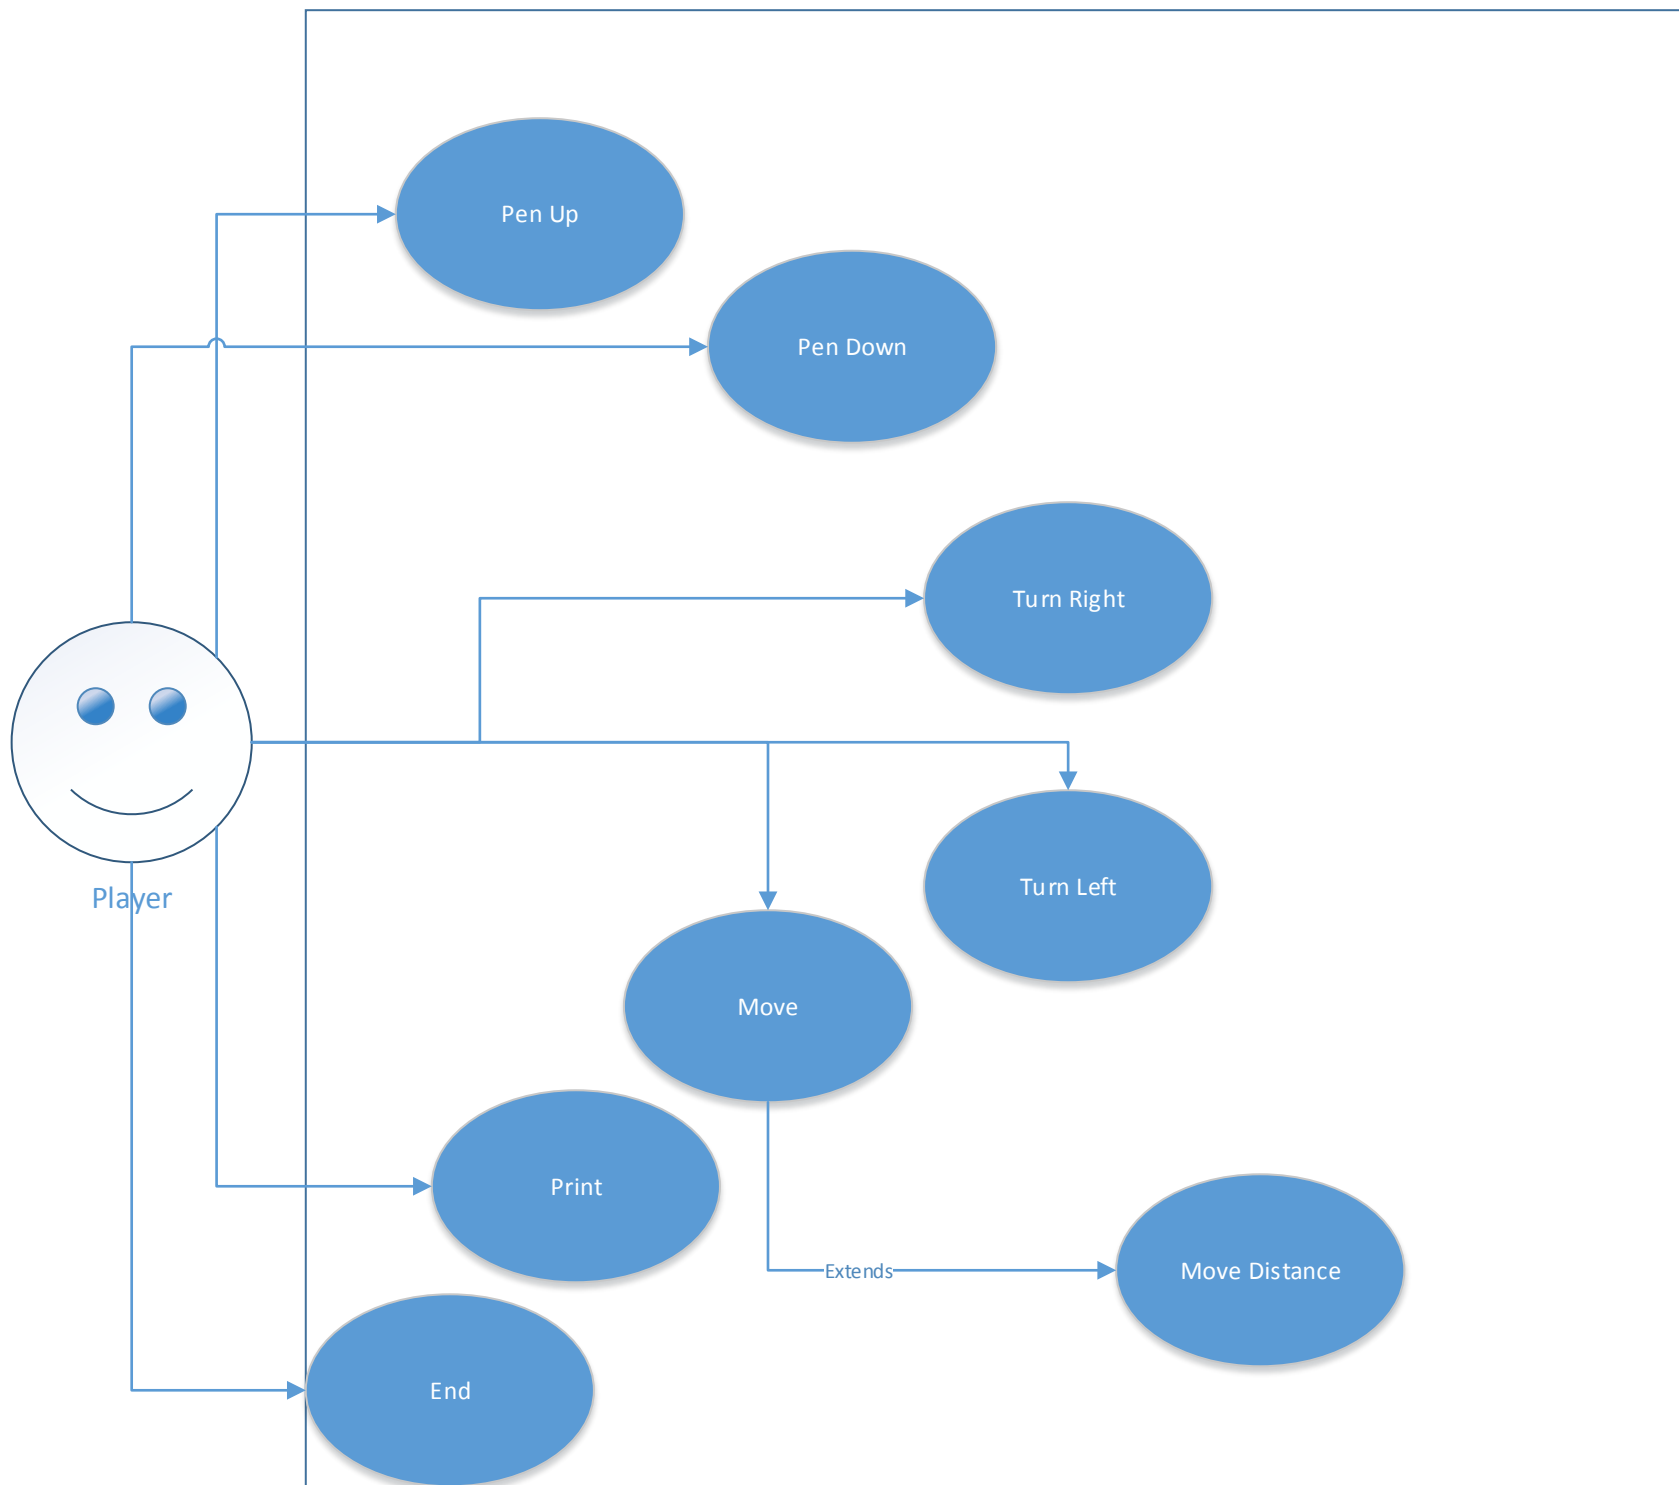 Pen Up
Pen Down
Turn Right
Player
Turn Left
Move
Print
Extends
Move Distance
End